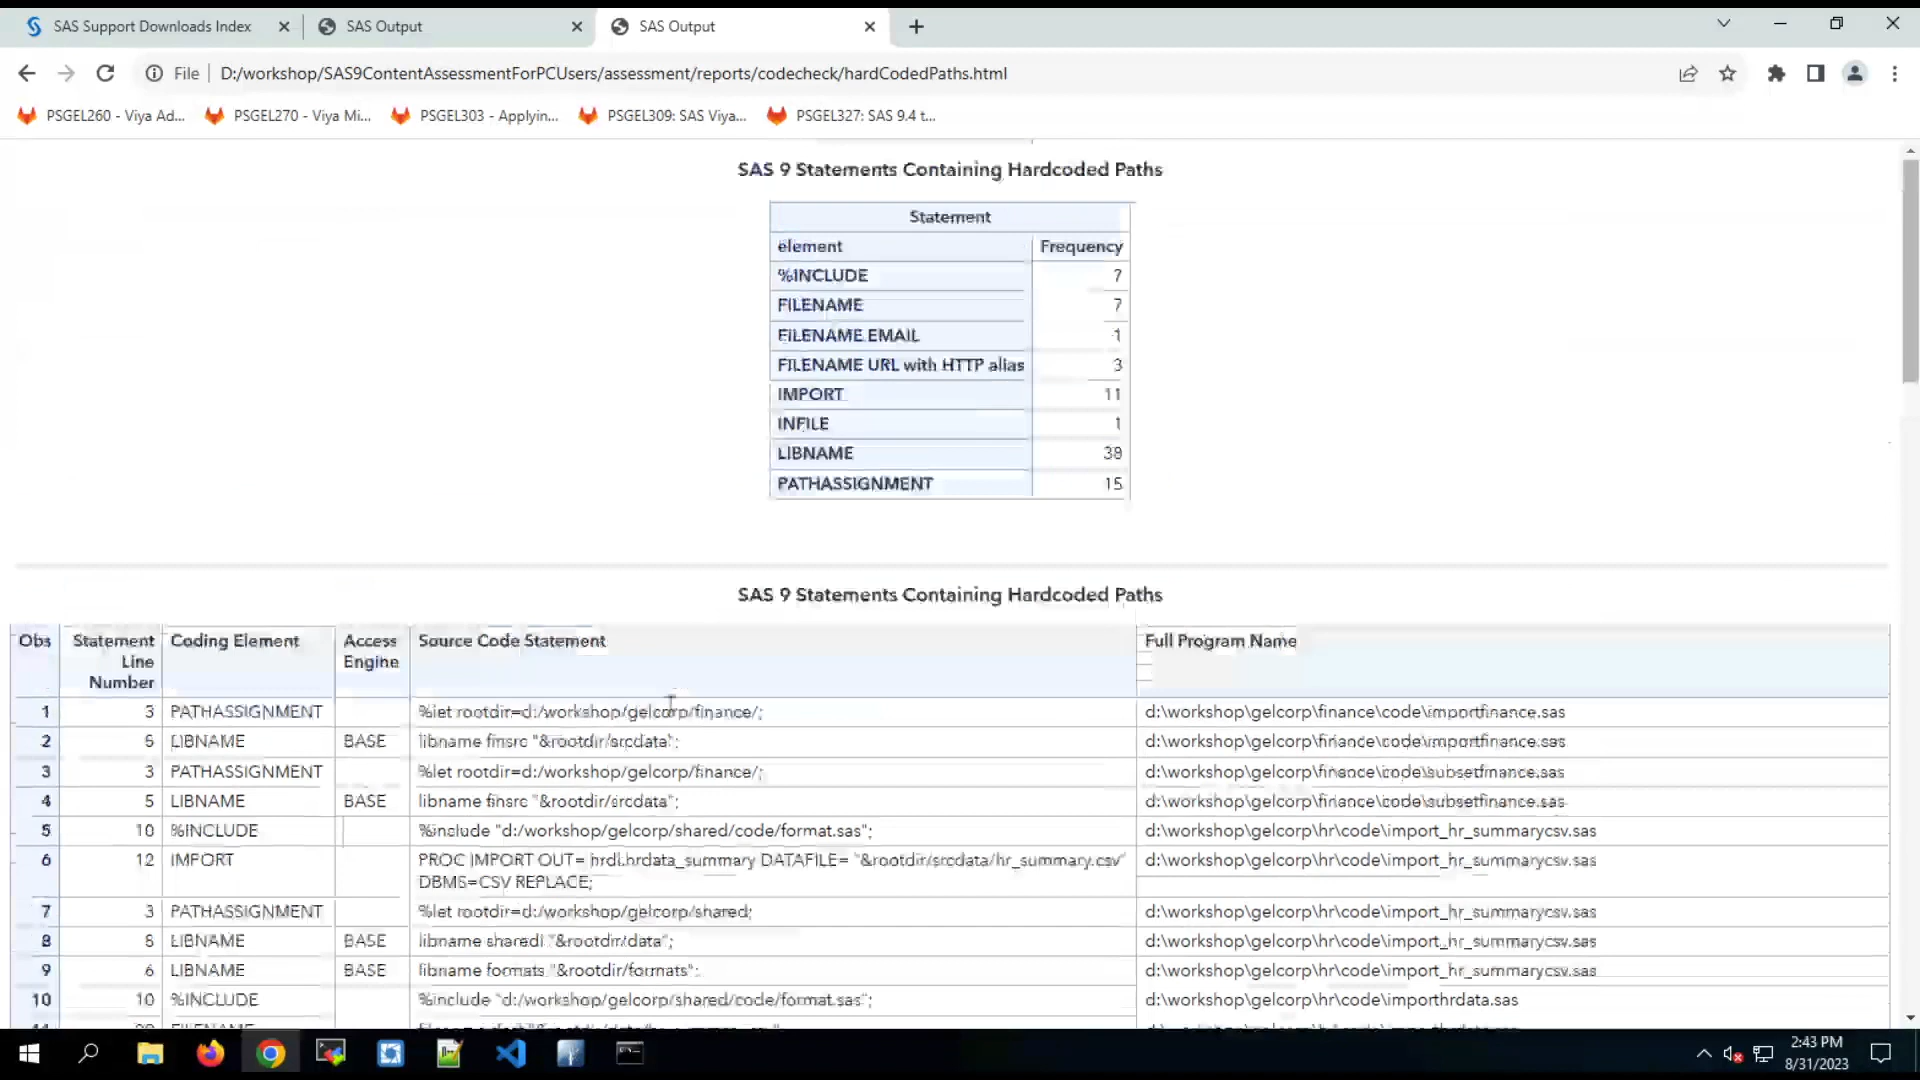 SAS Support Downloads Index
SAS Output
SAS Output
File
D:/workshop/SAS9ContentAssessmentForPCUsers/assessment/reports/codecheck/hardCodedPaths.html
PSGEL260 - Viya Ad...
PSGEL270 - Viya Mi...
PSGEL303 - Applyin...
PSGEL309: SAS Viya...
PSGEL327: SAS 9.4 t...
SAS 9 Statements Containing Hardcoded Paths
Statement
element Frequency
%INCLUDE 7
FILENAME 7
FILENAME EMAIL 1
FILENAME URL with HTTP alias 3
IMPORT 11
INFILE 1
LIBNAME
PATHASSIGNMENT 15
SAS 9 Statements Containing Hardcoded Paths
Obs Statement Line Number Coding Element Access Engine Source Code Statement Full Program Name
1 3 PATHASSIGNMENT %let rootdir=d:/workshop/gelcorp/finance/; d:\workshop\gelcorp\finance\code\importfinance.sas
2 LIBNAME BASE libname finsrc "&rootdir/srcdata"; d:\workshop\gelcorp\finance\code\importfinance.sas
3 3 PATHASSIGNMENT %let rootdir=d:/workshop/gelcorp/finance/; d:\workshop\gelcorp\finance\code\subsetfinance.sas
4 5 LIBNAME BASE libname finsrc "&rootdir/srcdata"; d:\workshop\gelcorp\finance\code\subsetfinance.sas
5 10 %INCLUDE %include "d:/workshop/gelcorp/shared/code/format.sas"; d:\workshop\gelcorp\hr\code\import_hr_summarycsv.sas
6 12 IMPORT PROC IMPORT OUT= hrdl.hrdata_summary DATAFILE= "&rootdir/srcdata/hr_summary.csv" d:\workshop\gelcorp\hr\code\import_hr_summarycsv.sas
DBMS=CSV REPLACE;
7 3 PATHASSIGNMENT %let rootdir=d:/workshop/gelcorp/shared; d:\workshop\gelcorp\hr\code\import_hr_summarycsv.sas
8 LIBNAME BASE libname sharedl "&rootdir/data"; d:\workshop\gelcorp\hr\code\import_hr_summarycsv.sas
9 6 LIBNAME BASE libname formats "&rootdir/formats"; d:\workshop\gelcorp\hr\code\import_hr_summarycsv.sas
10 10 %INCLUDE %include "d:/workshop/gelcorp/shared/code/format.sas"; d:\workshop\gelcorp\hr\code\importhrdata.sas
2:43 PM
8/31/2023